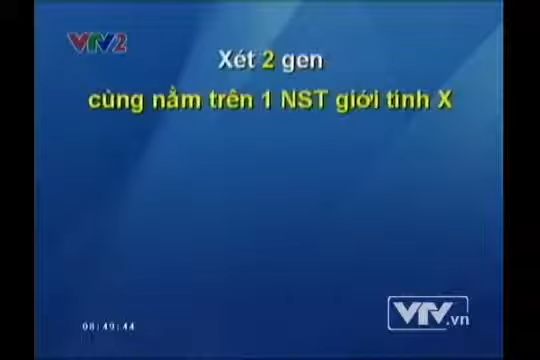 VTV2
Xét 2 gen
cùng nằm trên 1 NST giới tính X
VTV.vn
08:49:44